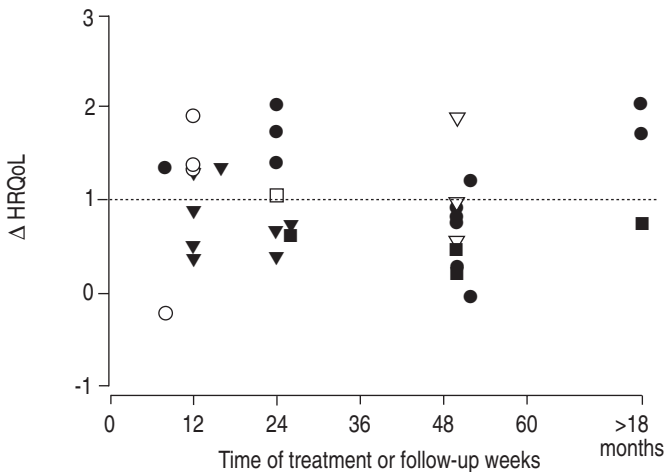 3
2
1
0
-1
Δ HRQoL
0 12 24 36 48 60 >18
months
Time of treatment or follow-up weeks